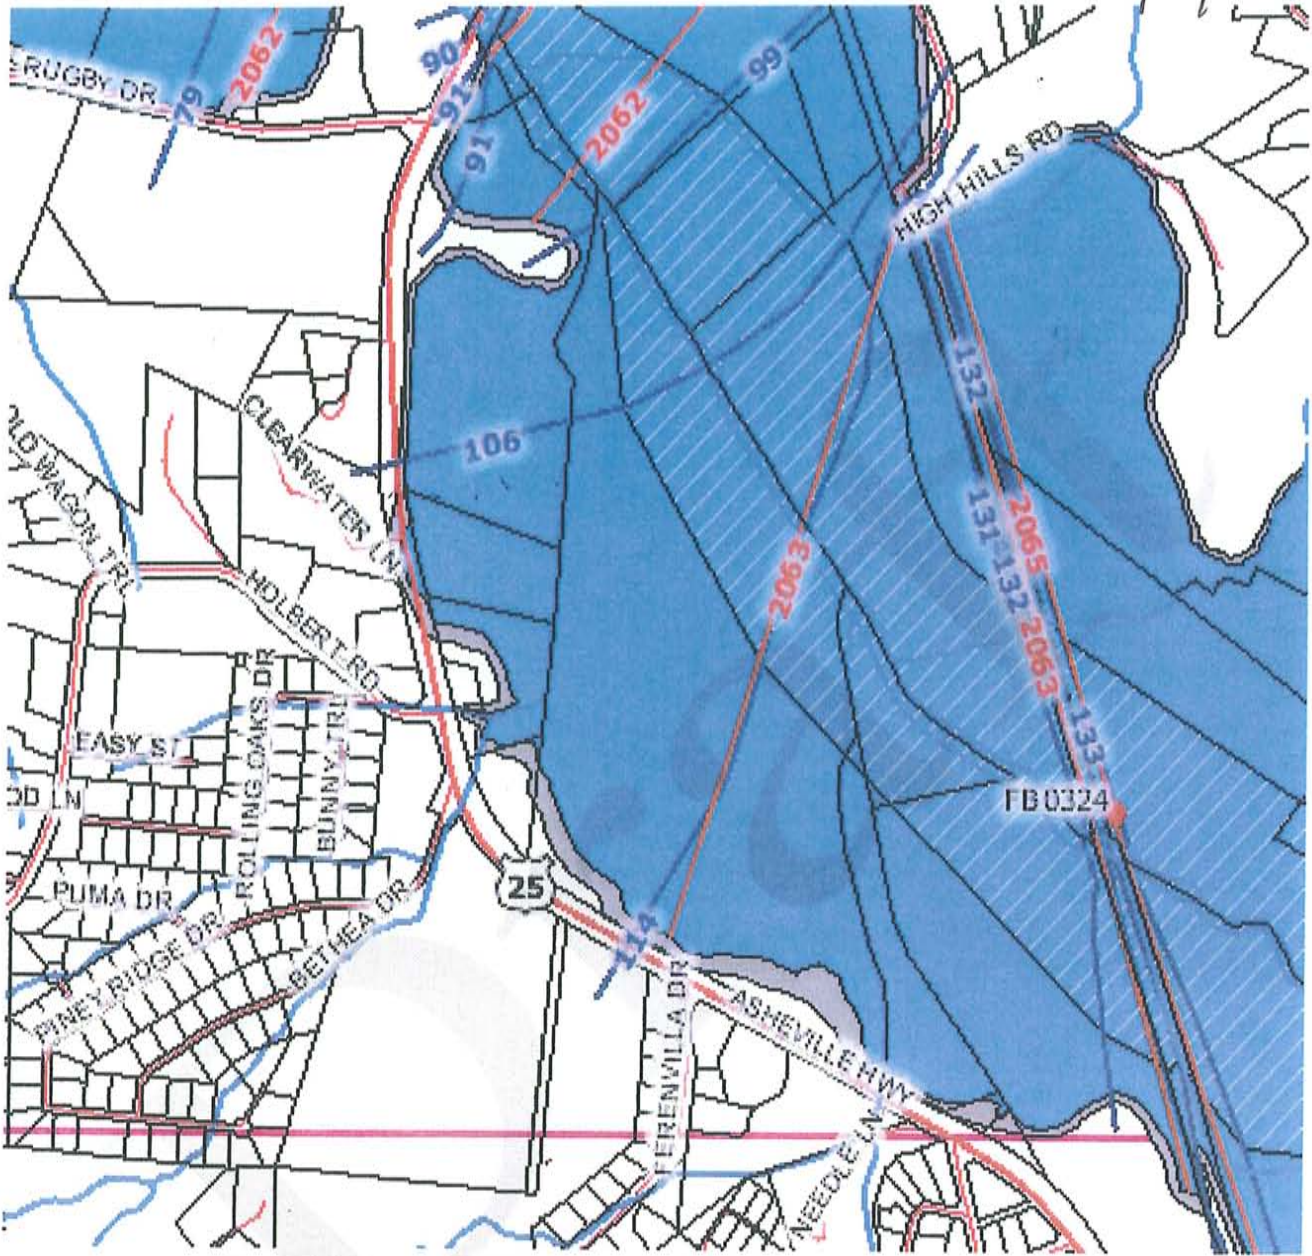 RUGBY DR
79
2062
90
91
91
2062
99
HIGH HILLS RD
132
106
CLEARWATER LN
OLD WAGON TRL
HOLBERT RD
2063
131-132
2065
2063
133
FB 0324
EASY ST
ROLLING OAKS DR
BUNNY TRL
OD LN
PUMA DR
PINEY RIDGE DR
BETHEA DR
25
114
FERENVILLA DR
ASHEVILLE HWY
NEEDLE LN